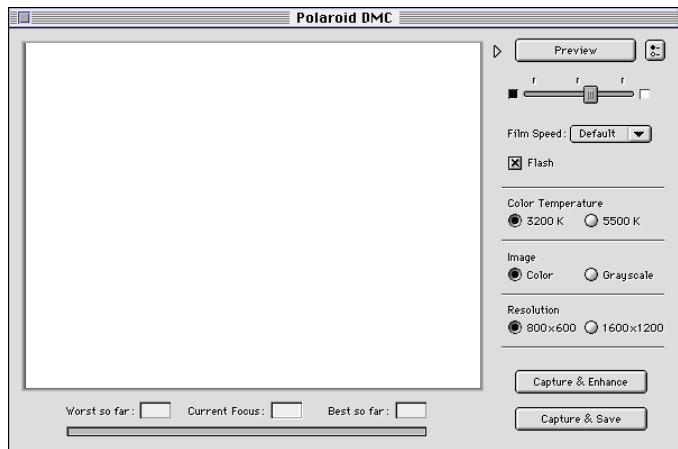 Polaroid DMC
Preview
Film Speed: Default
Flash
Color Temperature
3200 K 5500 K
Image
Color Grayscale
Resolution
800x600 1600x1200
Capture & Enhance
Worst so far: Current Focus: Best so far:
Capture & Save